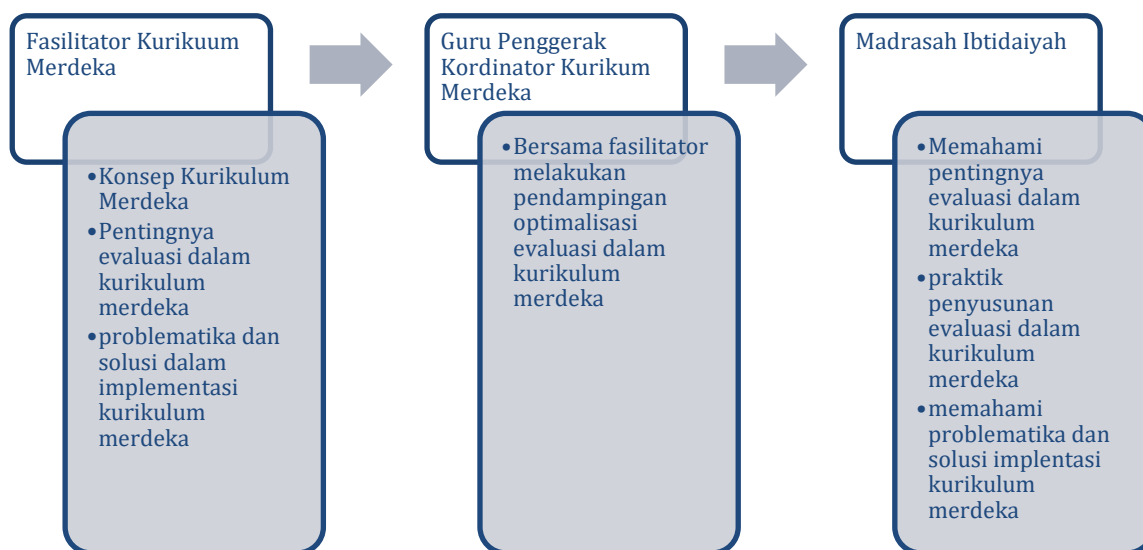 Fasilitator Kurikuum
Merdeka
•Konsep Kurikulum
Merdeka
•Pentingnya
evaluasi dalam
kurikulum
merdeka
•problematika dan
solusi dalam
implementasi
kurikulum
merdeka
Guru Penggerak
Kordinator Kurikum
Merdeka
•Bersama fasilitator
melakukan
pendampingan
optimalisasi
evaluasi dalam
kurikulum
merdeka
Madrasah Ibtidaiyah
•Memahami
pentingnya
evaluasi dalam
kurikulum
merdeka
•praktik
penyusunan
evaluasi dalam
kurikulum
merdeka
•memahami
problematika dan
solusi implentasi
kurikulum
merdeka